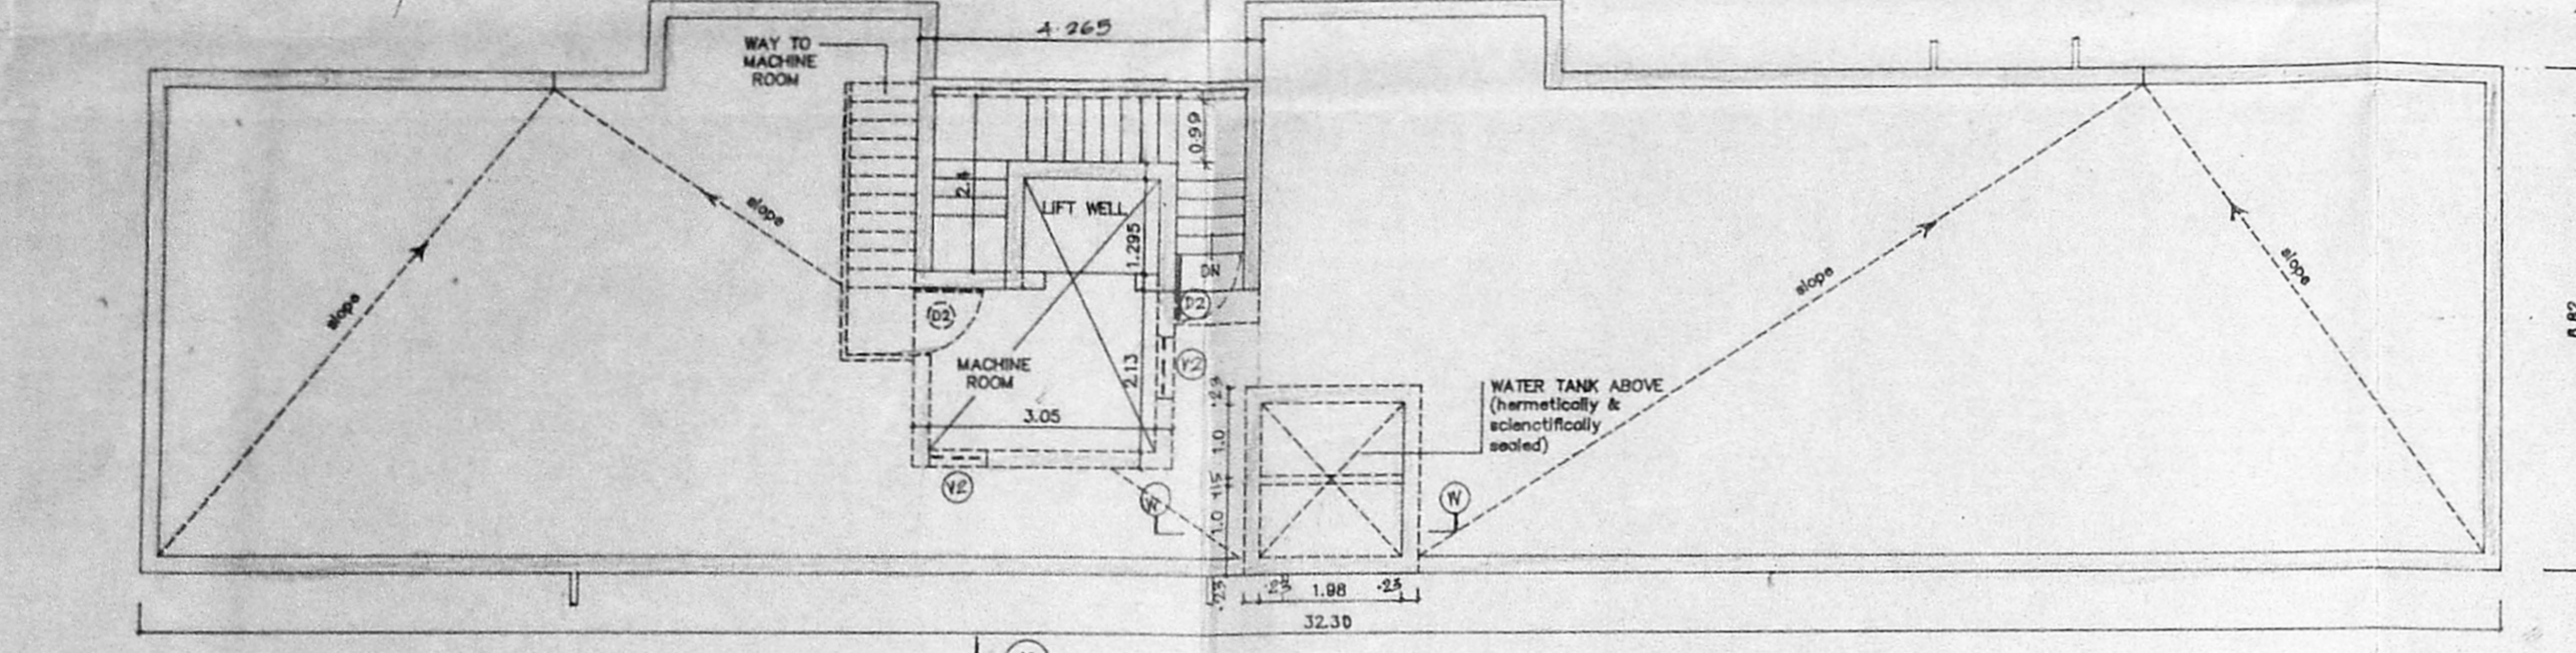 4.265
WAY TO
MACHINE
ROOM
0.99
2.4
LIFT WELL
1.295
DN
D2
D2
slope
slope
slope
slope
MACHINE
ROOM
2.13
V2
3.05
V2
.23
1.0
.15
1.0
.23
WATER TANK ABOVE
(hermetically &
scienctifically
sealed)
W
W
.23
1.98
.23
32.30